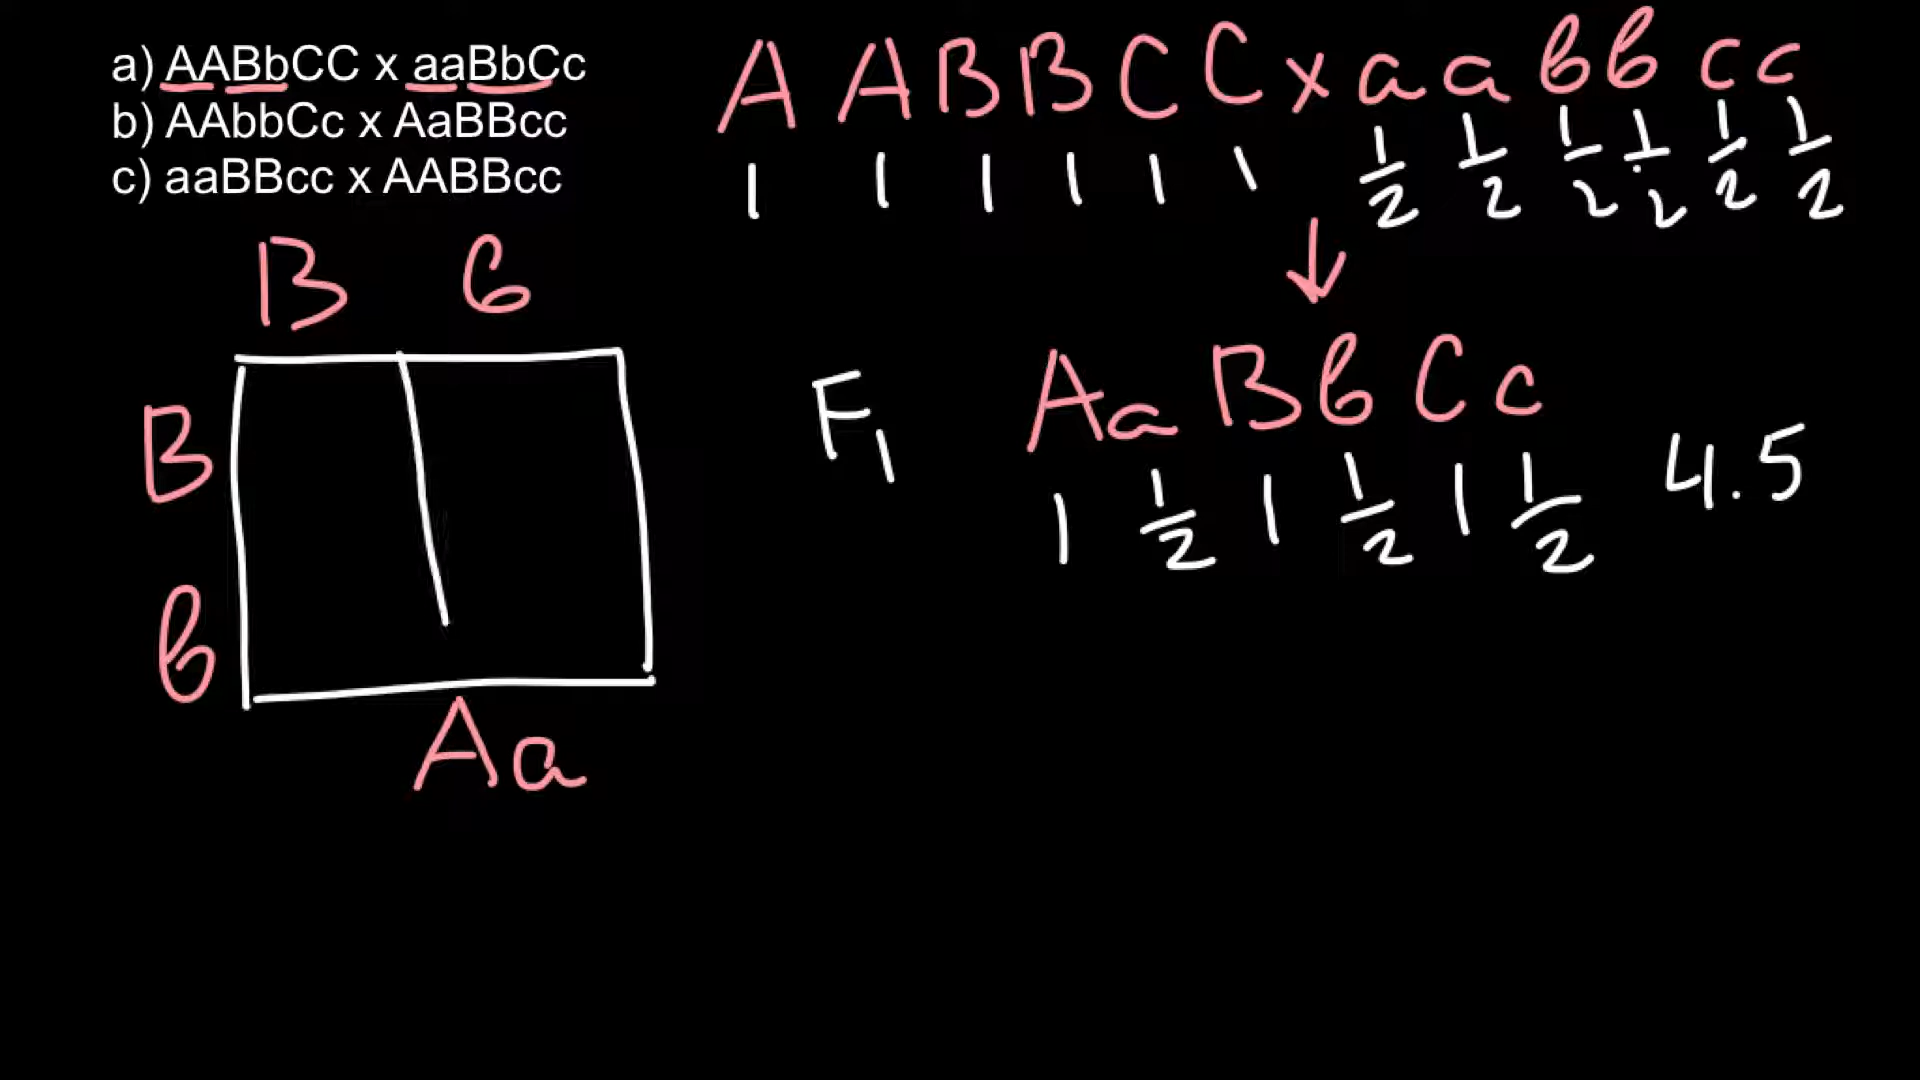 a) AABbCC x aaBbCc
b) AAbbCc x AaBBcc
c) aaBBcc x AABBcc
A A B B C C x a a b b c c
1 1 1 1 1 1 1/2 1/2 1/2 1/2 1/2 1/2
↓
B b
B
b
Aa
F1 Aa Bb Cc
1 1/2 1 1/2 1 1/2 4.5